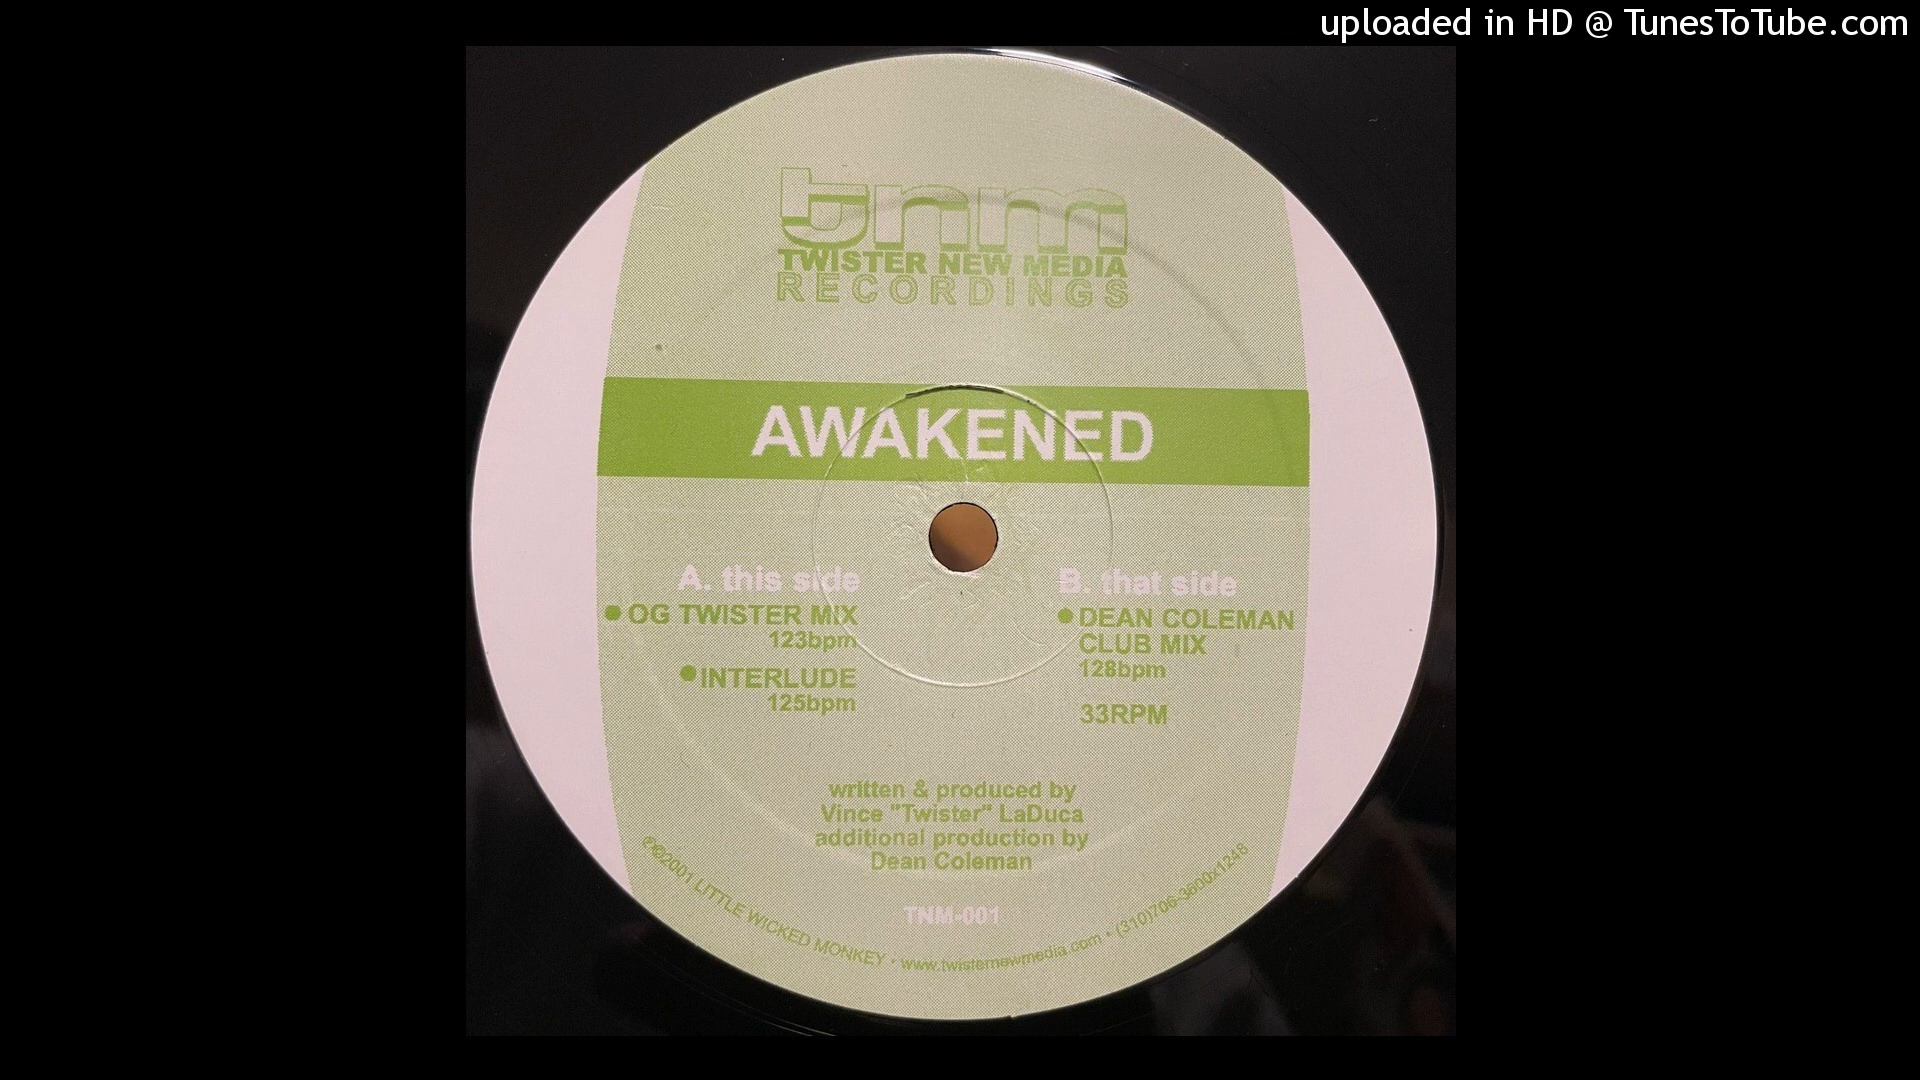 uploaded in HD @ TunesToTube.com
tnm
TWISTER NEW MEDIA
RECORDINGS
AWAKENED
A. this side
OG TWISTER MIX
123bpm
INTERLUDE
125bpm
B. that side
DEAN COLEMAN
CLUB MIX
128bpm
33RPM
written & produced by
Vince "Twister" LaDuca
additional production by
Dean Coleman
TNM-001
℗©2001 LITTLE WICKED MONKEY • www.twisternewmedia.com • (310)706-3600x1248